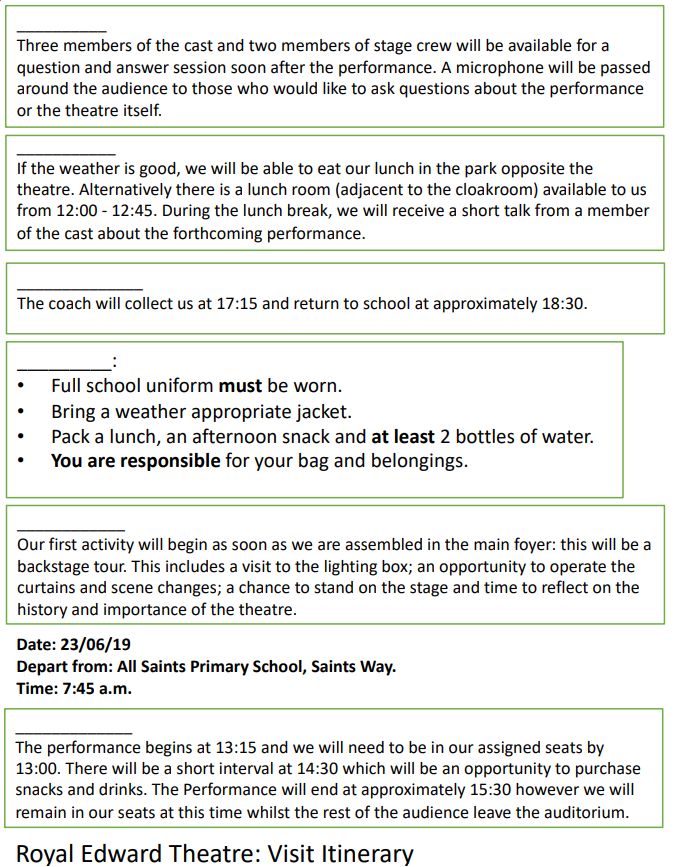 __________
Three members of the cast and two members of stage crew will be available for a
question and answer session soon after the performance. A microphone will be passed
around the audience to those who would like to ask questions about the performance
or the theatre itself.
___________
If the weather is good, we will be able to eat our lunch in the park opposite the
theatre. Alternatively there is a lunch room (adjacent to the cloakroom) available to us
from 12:00 - 12:45. During the lunch break, we will receive a short talk from a member
of the cast about the forthcoming performance.
______________
The coach will collect us at 17:15 and return to school at approximately 18:30.
_________:
• Full school uniform must be worn.
• Bring a weather appropriate jacket.
• Pack a lunch, an afternoon snack and at least 2 bottles of water.
• You are responsible for your bag and belongings.
____________
Our first activity will begin as soon as we are assembled in the main foyer: this will be a
backstage tour. This includes a visit to the lighting box; an opportunity to operate the
curtains and scene changes; a chance to stand on the stage and time to reflect on the
history and importance of the theatre.
Date: 23/06/19
Depart from: All Saints Primary School, Saints Way.
Time: 7:45 a.m.
_____________
The performance begins at 13:15 and we will need to be in our assigned seats by
13:00. There will be a short interval at 14:30 which will be an opportunity to purchase
snacks and drinks. The Performance will end at approximately 15:30 however we will
remain in our seats at this time whilst the rest of the audience leave the auditorium.
Royal Edward Theatre: Visit Itinerary